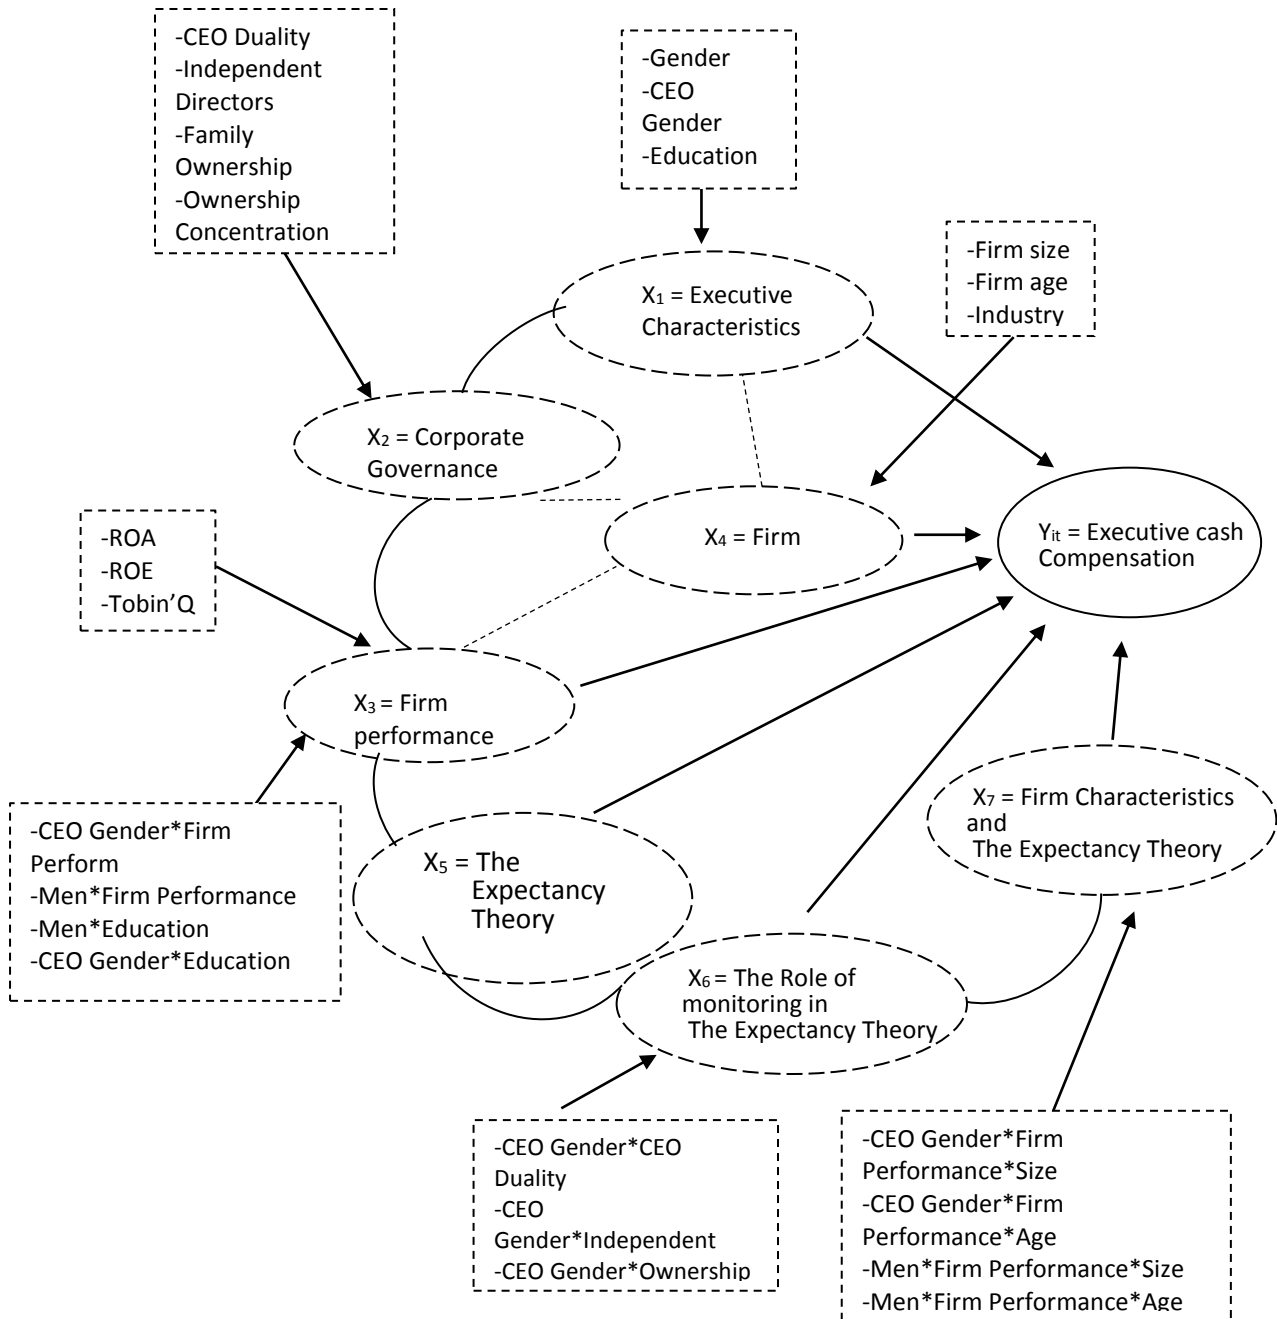 -CEO Duality
-Independent
Directors
-Family
Ownership
-Ownership
Concentration
-Gender
-CEO
Gender
-Education
-Firm size
-Firm age
-Industry
X₁ = Executive
Characteristics
X₂ = Corporate
Governance
X₄ = Firm
Yᵢₜ = Executive cash
Compensation
-ROA
-ROE
-Tobin’Q
X₃ = Firm
performance
-CEO Gender*Firm
Perform
-Men*Firm Performance
-Men*Education
-CEO Gender*Education
X₅ = The
Expectancy
Theory
X₇ = Firm Characteristics
and
The Expectancy Theory
X₆ = The Role of
monitoring in
The Expectancy Theory
-CEO Gender*CEO
Duality
-CEO
Gender*Independent
-CEO Gender*Ownership
-CEO Gender*Firm
Performance*Size
-CEO Gender*Firm
Performance*Age
-Men*Firm Performance*Size
-Men*Firm Performance*Age